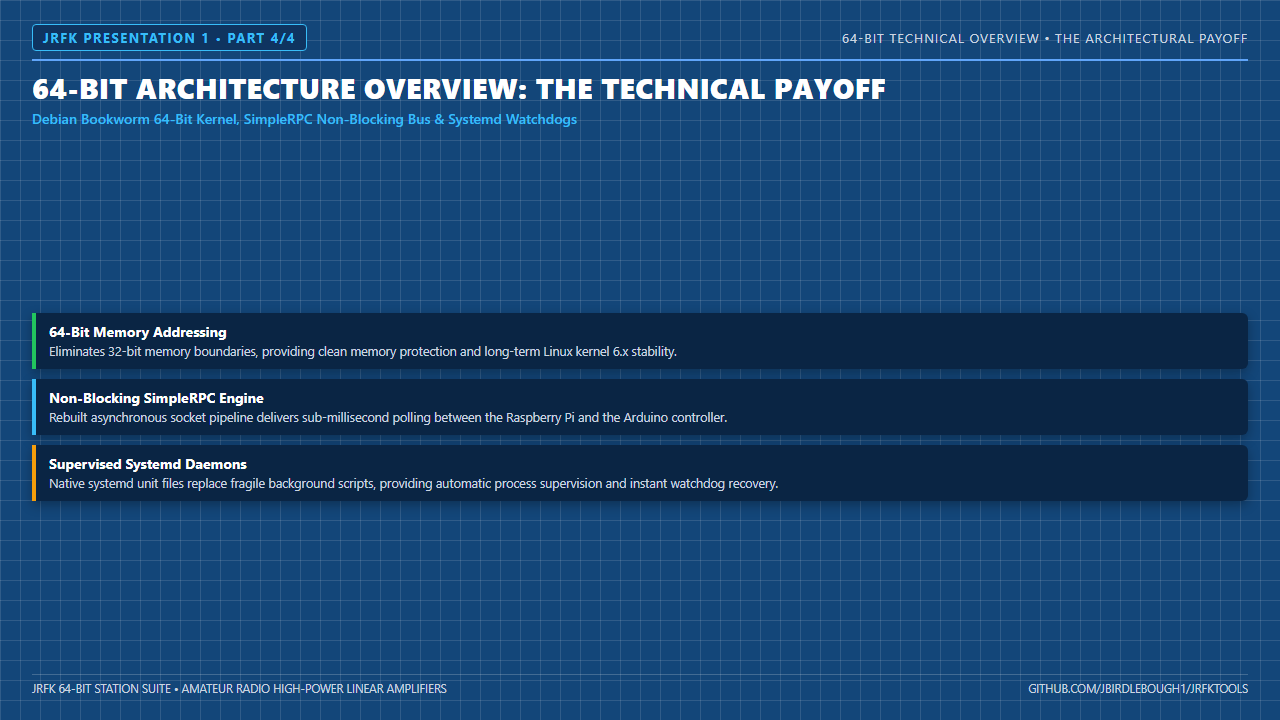 JRFK PRESENTATION 1 • PART 4/4
64-BIT TECHNICAL OVERVIEW • THE ARCHITECTURAL PAYOFF
64-BIT ARCHITECTURE OVERVIEW: THE TECHNICAL PAYOFF
Debian Bookworm 64-Bit Kernel, SimpleRPC Non-Blocking Bus & Systemd Watchdogs
64-Bit Memory Addressing
Eliminates 32-bit memory boundaries, providing clean memory protection and long-term Linux kernel 6.x stability.
Non-Blocking SimpleRPC Engine
Rebuilt asynchronous socket pipeline delivers sub-millisecond polling between the Raspberry Pi and the Arduino controller.
Supervised Systemd Daemons
Native systemd unit files replace fragile background scripts, providing automatic process supervision and instant watchdog recovery.
JRFK 64-BIT STATION SUITE • AMATEUR RADIO HIGH-POWER LINEAR AMPLIFIERS
GITHUB.COM/JBIRDLEBOUGH1/JRFKTOOLS